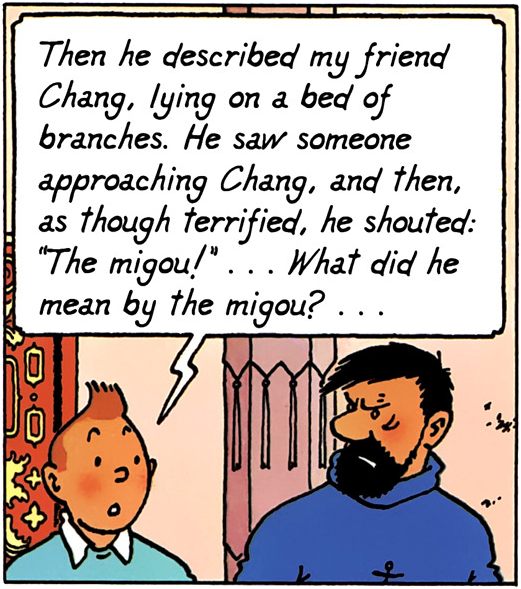 Then he described my friend
Chang, lying on a bed of
branches. He saw someone
approaching Chang, and then,
as though terrified, he shouted:
"The migou!" . . . What did he
mean by the migou? . . .